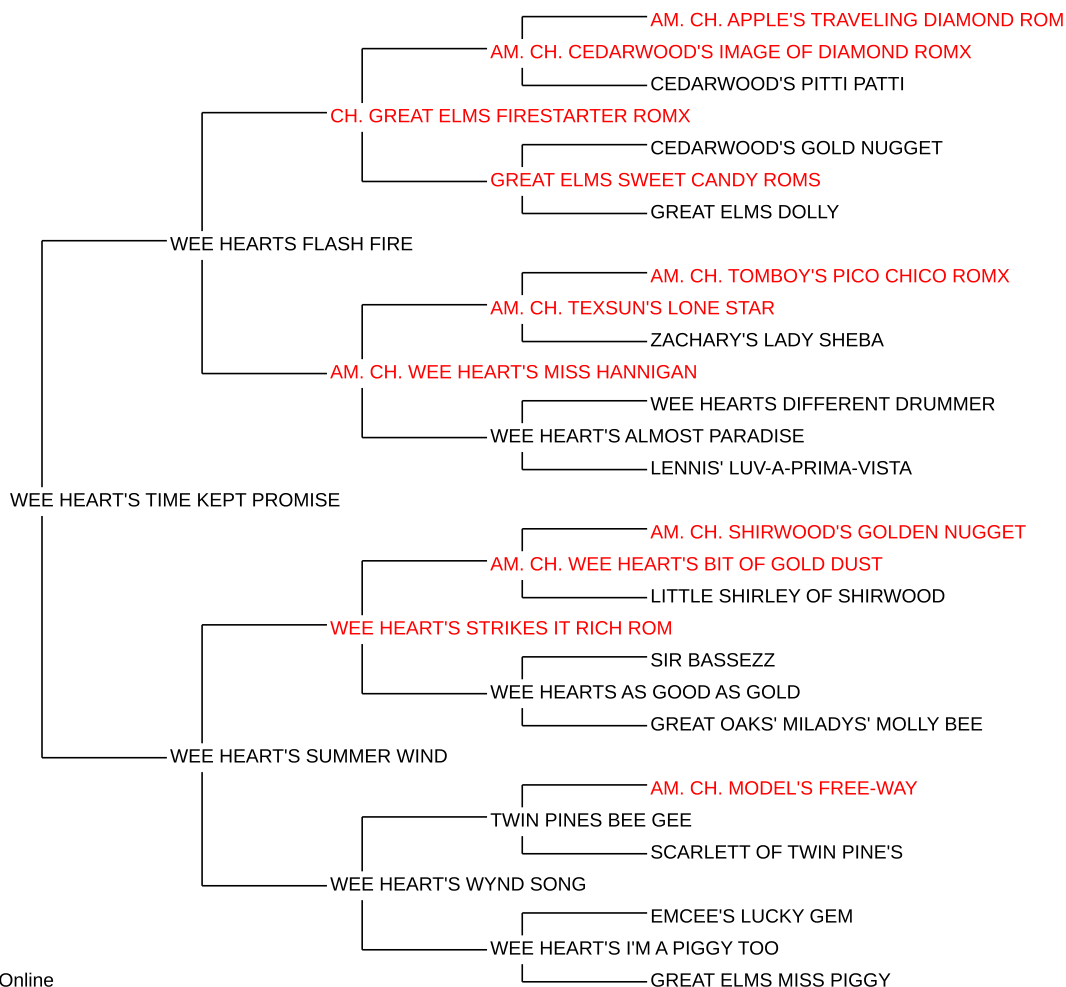 AM. CH. APPLE'S TRAVELING DIAMOND ROM
AM. CH. CEDARWOOD'S IMAGE OF DIAMOND ROMX
CEDARWOOD'S PITTI PATTI
CH. GREAT ELMS FIRESTARTER ROMX
CEDARWOOD'S GOLD NUGGET
GREAT ELMS SWEET CANDY ROMS
GREAT ELMS DOLLY
WEE HEARTS FLASH FIRE
AM. CH. TOMBOY'S PICO CHICO ROMX
AM. CH. TEXSUN'S LONE STAR
ZACHARY'S LADY SHEBA
AM. CH. WEE HEART'S MISS HANNIGAN
WEE HEARTS DIFFERENT DRUMMER
WEE HEART'S ALMOST PARADISE
LENNIS' LUV-A-PRIMA-VISTA
WEE HEART'S TIME KEPT PROMISE
AM. CH. SHIRWOOD'S GOLDEN NUGGET
AM. CH. WEE HEART'S BIT OF GOLD DUST
LITTLE SHIRLEY OF SHIRWOOD
WEE HEART'S STRIKES IT RICH ROM
SIR BASSEZZ
WEE HEARTS AS GOOD AS GOLD
GREAT OAKS' MILADYS' MOLLY BEE
WEE HEART'S SUMMER WIND
AM. CH. MODEL'S FREE-WAY
TWIN PINES BEE GEE
SCARLETT OF TWIN PINE'S
WEE HEART'S WYND SONG
EMCEE'S LUCKY GEM
WEE HEART'S I'M A PIGGY TOO
GREAT ELMS MISS PIGGY
Online